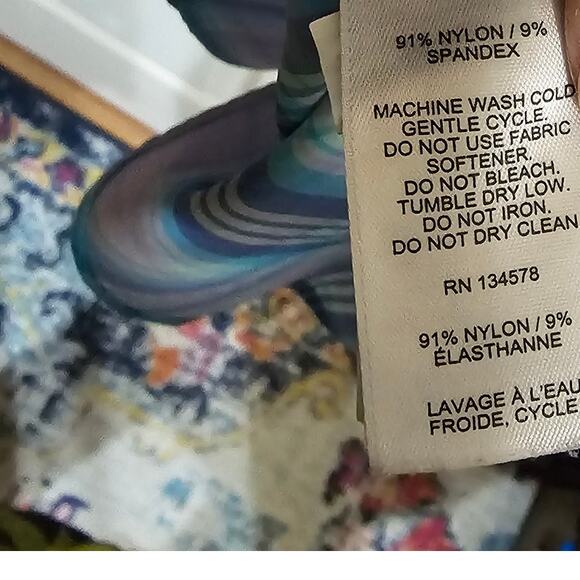 91% NYLON / 9%
SPANDEX
MACHINE WASH COLD
GENTLE CYCLE.
DO NOT USE FABRIC
SOFTENER.
DO NOT BLEACH.
TUMBLE DRY LOW.
DO NOT IRON.
DO NOT DRY CLEAN
RN 134578
91% NYLON / 9%
ÉLASTHANNE
LAVAGE À L'EAU
FROIDE, CYCLE